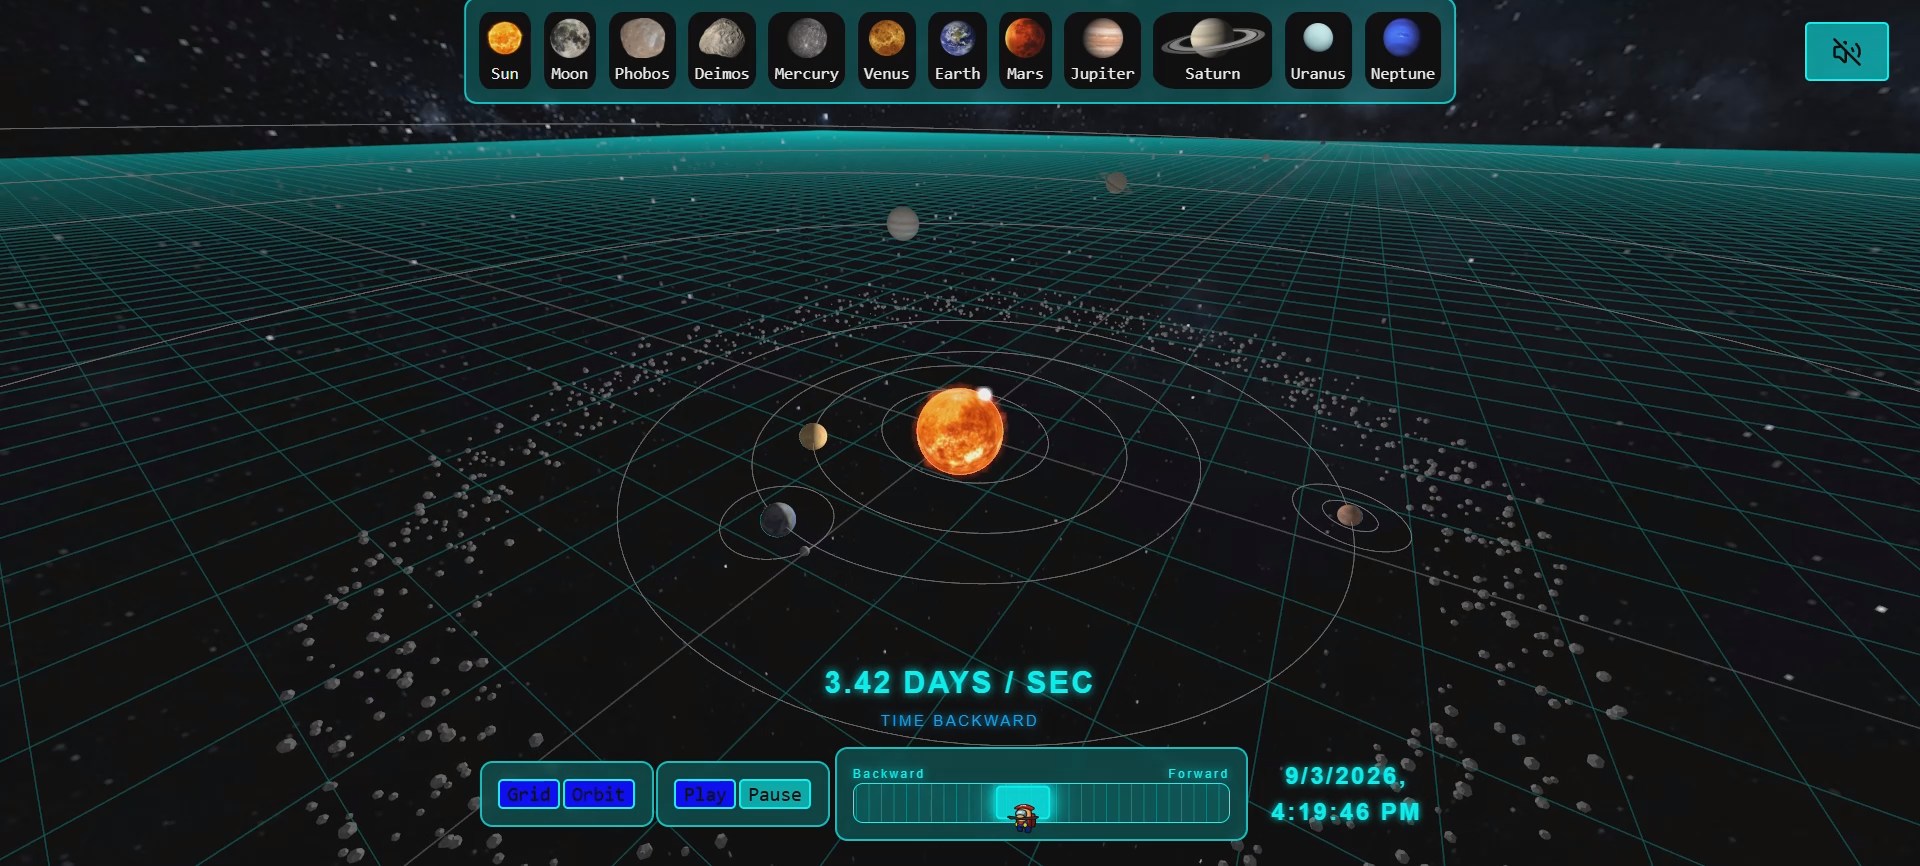 Sun Moon Phobos Deimos Mercury Venus Earth Mars Jupiter Saturn Uranus Neptune
3.42 DAYS / SEC
TIME BACKWARD
Grid Orbit Play Pause
Backward Forward
9/3/2026,
4:19:46 PM